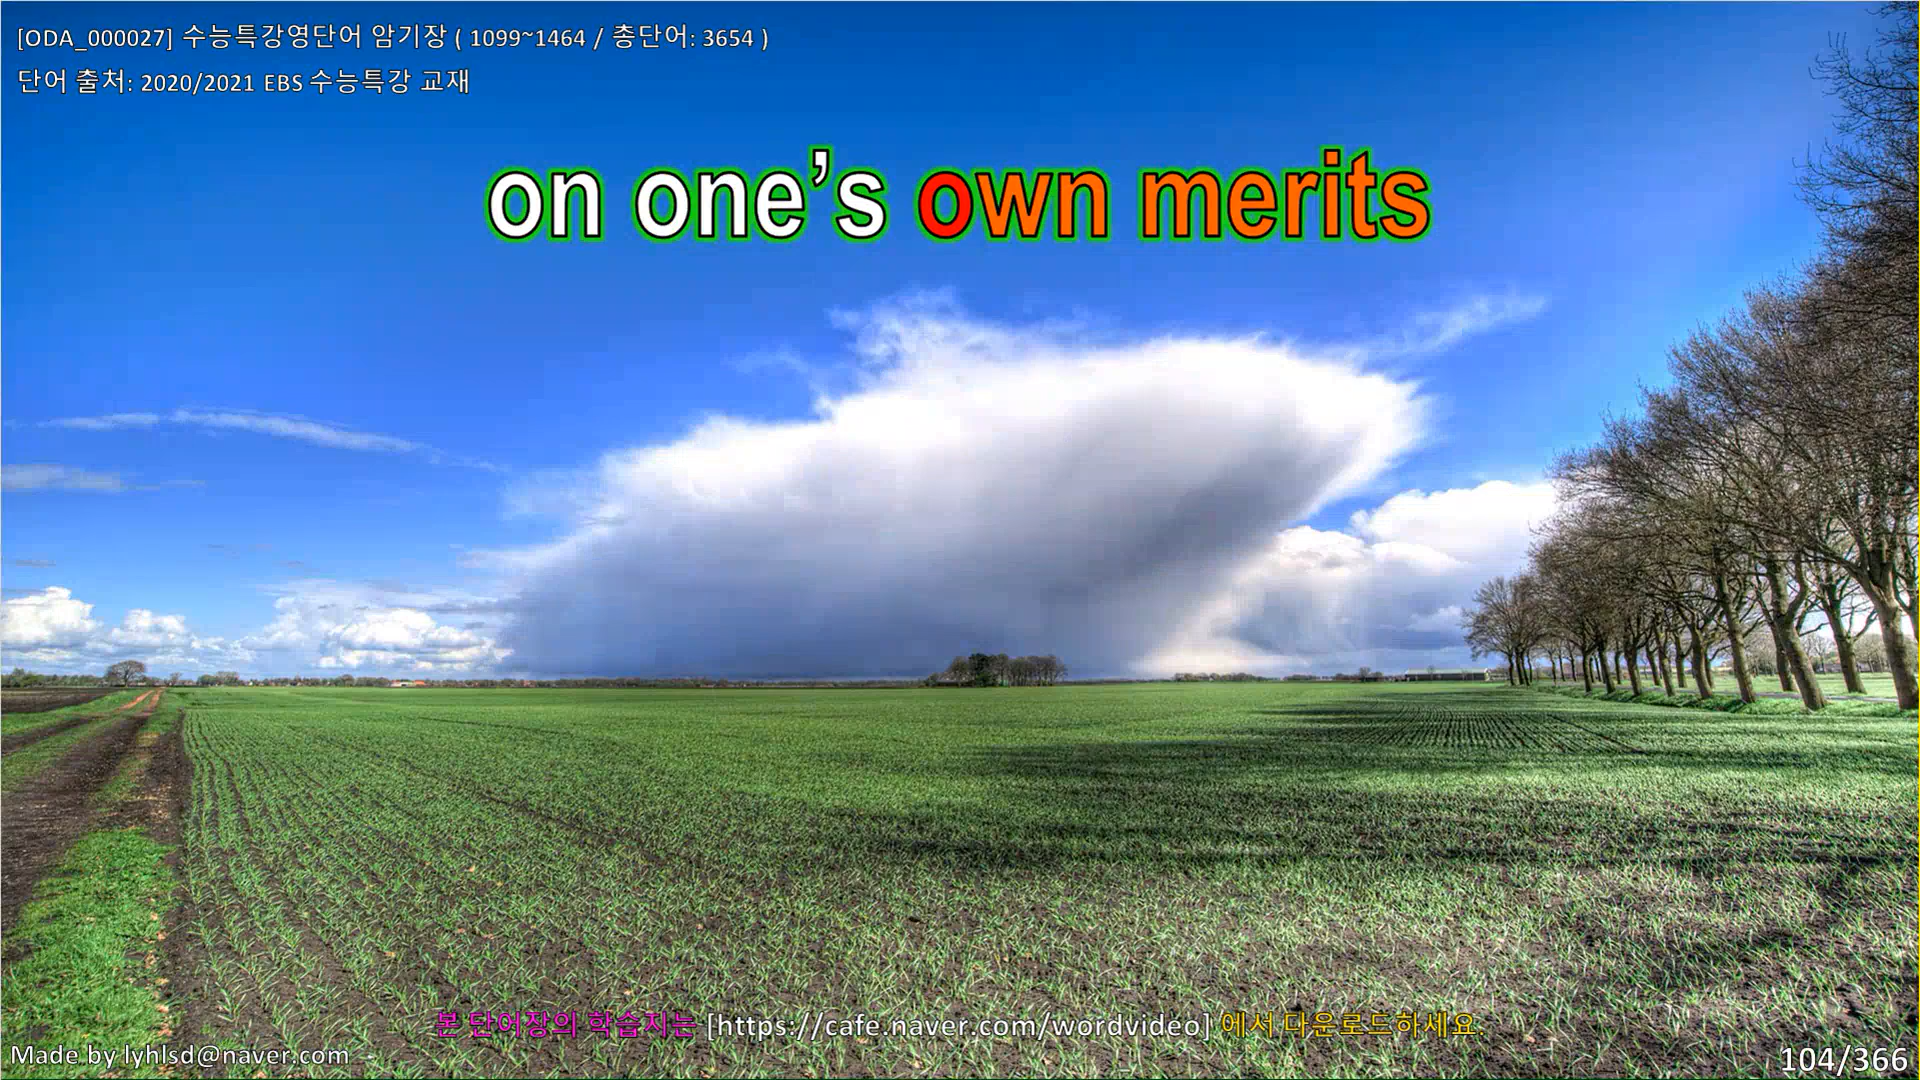 [ODA_000027] 수능특강영단어 암기장 ( 1099~1464 / 총단어: 3654 )
단어 출처: 2020/2021 EBS 수능특강 교재
on one’s own merits
본 단어장의 학습지는 [https://cafe.naver.com/wordvideo] 에서 다운로드하세요.
Made by lyhlsd@naver.com
104/366